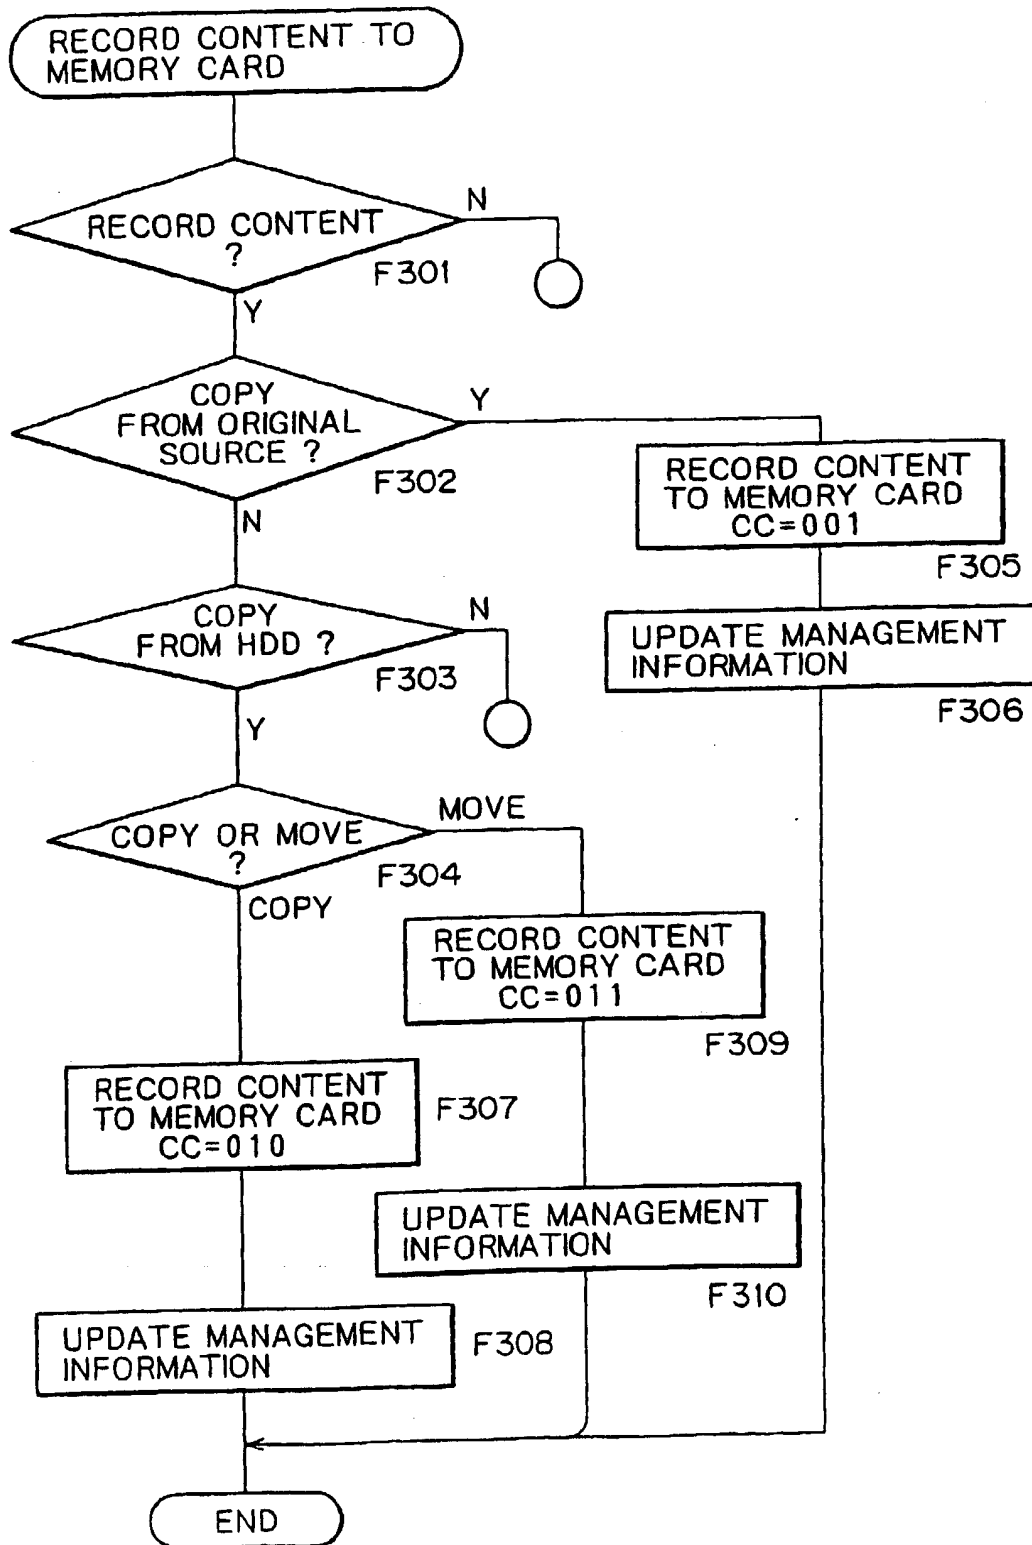 RECORD CONTENT TO
MEMORY CARD
RECORD CONTENT
?
N
F301
Y
COPY
FROM ORIGINAL
SOURCE ?
Y
F302
N
RECORD CONTENT
TO MEMORY CARD
CC=001
F305
COPY
FROM HDD ?
N
F303
Y
UPDATE MANAGEMENT
INFORMATION
F306
COPY OR MOVE
?
MOVE
F304
COPY
RECORD CONTENT
TO MEMORY CARD
CC=011
F309
RECORD CONTENT
TO MEMORY CARD
CC=010
F307
UPDATE MANAGEMENT
INFORMATION
F310
UPDATE MANAGEMENT
INFORMATION
F308
END